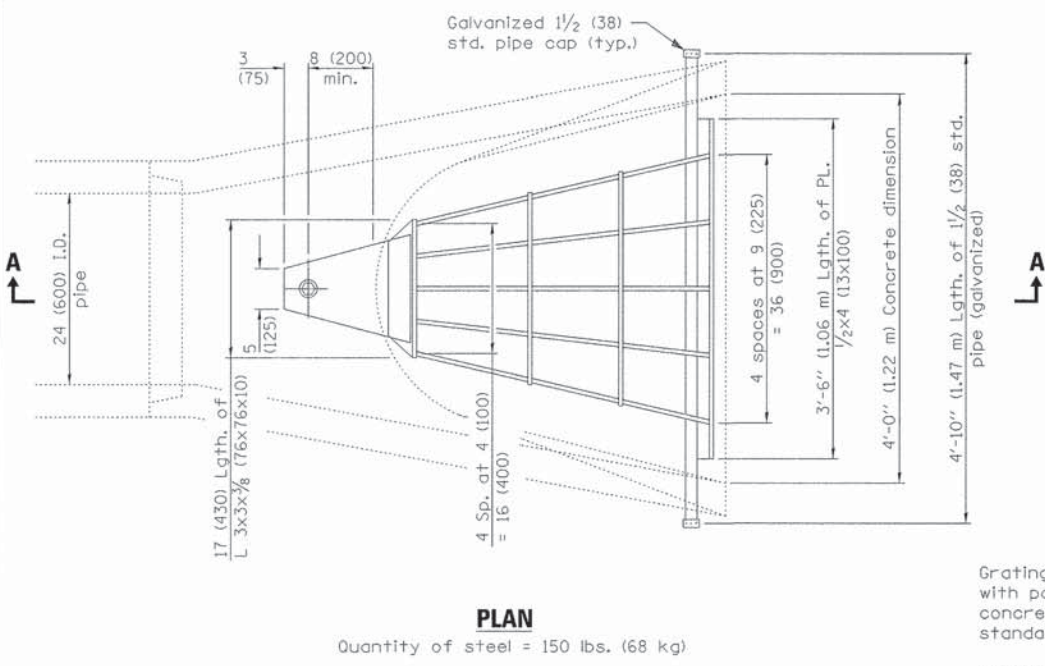 Galvanized 1½ (38)
std. pipe cap (typ.)
3
(75)
8 (200)
min.
A
A
24 (600) I.D.
pipe
5
(125)
17 (430) Lgth. of
L 3x3x⅜ (76x76x10)
4 Sp. at 4 (100)
= 16 (400)
4 spaces at 9 (225)
= 36 (900)
3'-6" (1.06 m) Lgth. of PL.
½x4 (13x100)
4'-0" (1.22 m) Concrete dimension
4'-10" (1.47 m) Lgth. of 1½ (38) std.
pipe (galvanized)
Grating
with
concre
standa
PLAN
Quantity of steel = 150 lbs. (68 kg)